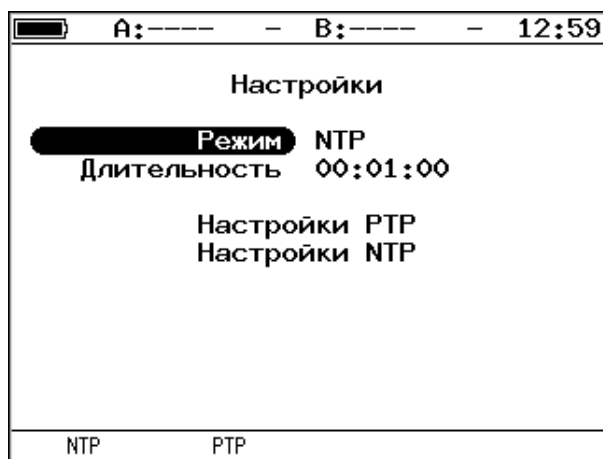 A:---- - B:---- - 12:59
Настройки
Режим NTP
Длительность 00:01:00
Настройки PTP
Настройки NTP
NTP PTP